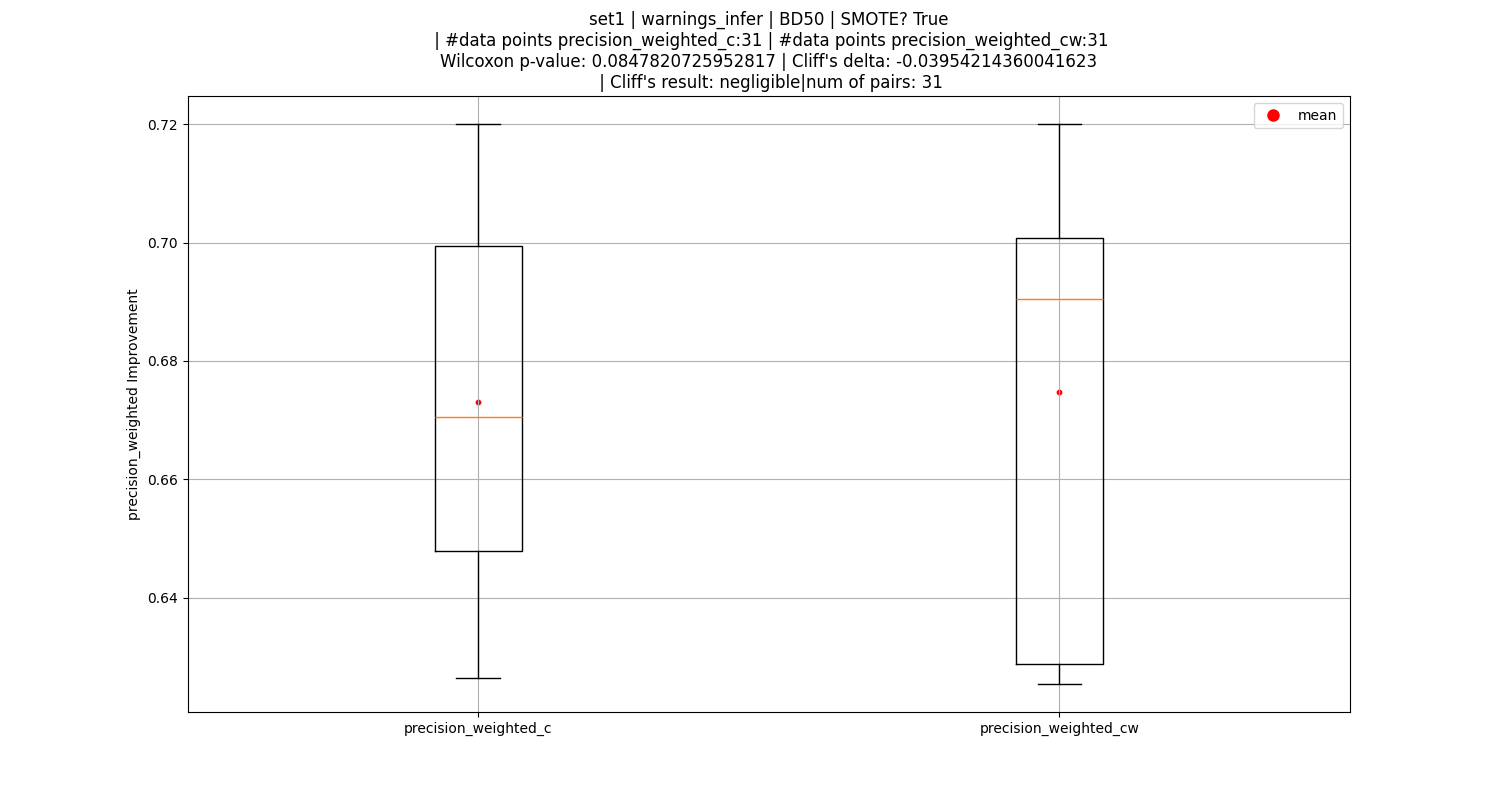 set1 | warnings_infer | BD50 | SMOTE? True
| #data points precision_weighted_c:31 | #data points precision_weighted_cw:31
Wilcoxon p-value: 0.0847820725952817 | Cliff's delta: -0.03954214360041623
| Cliff's result: negligible|num of pairs: 31
mean
0.72
0.70
0.68
0.66
0.64
precision_weighted Improvement
precision_weighted_c
precision_weighted_cw